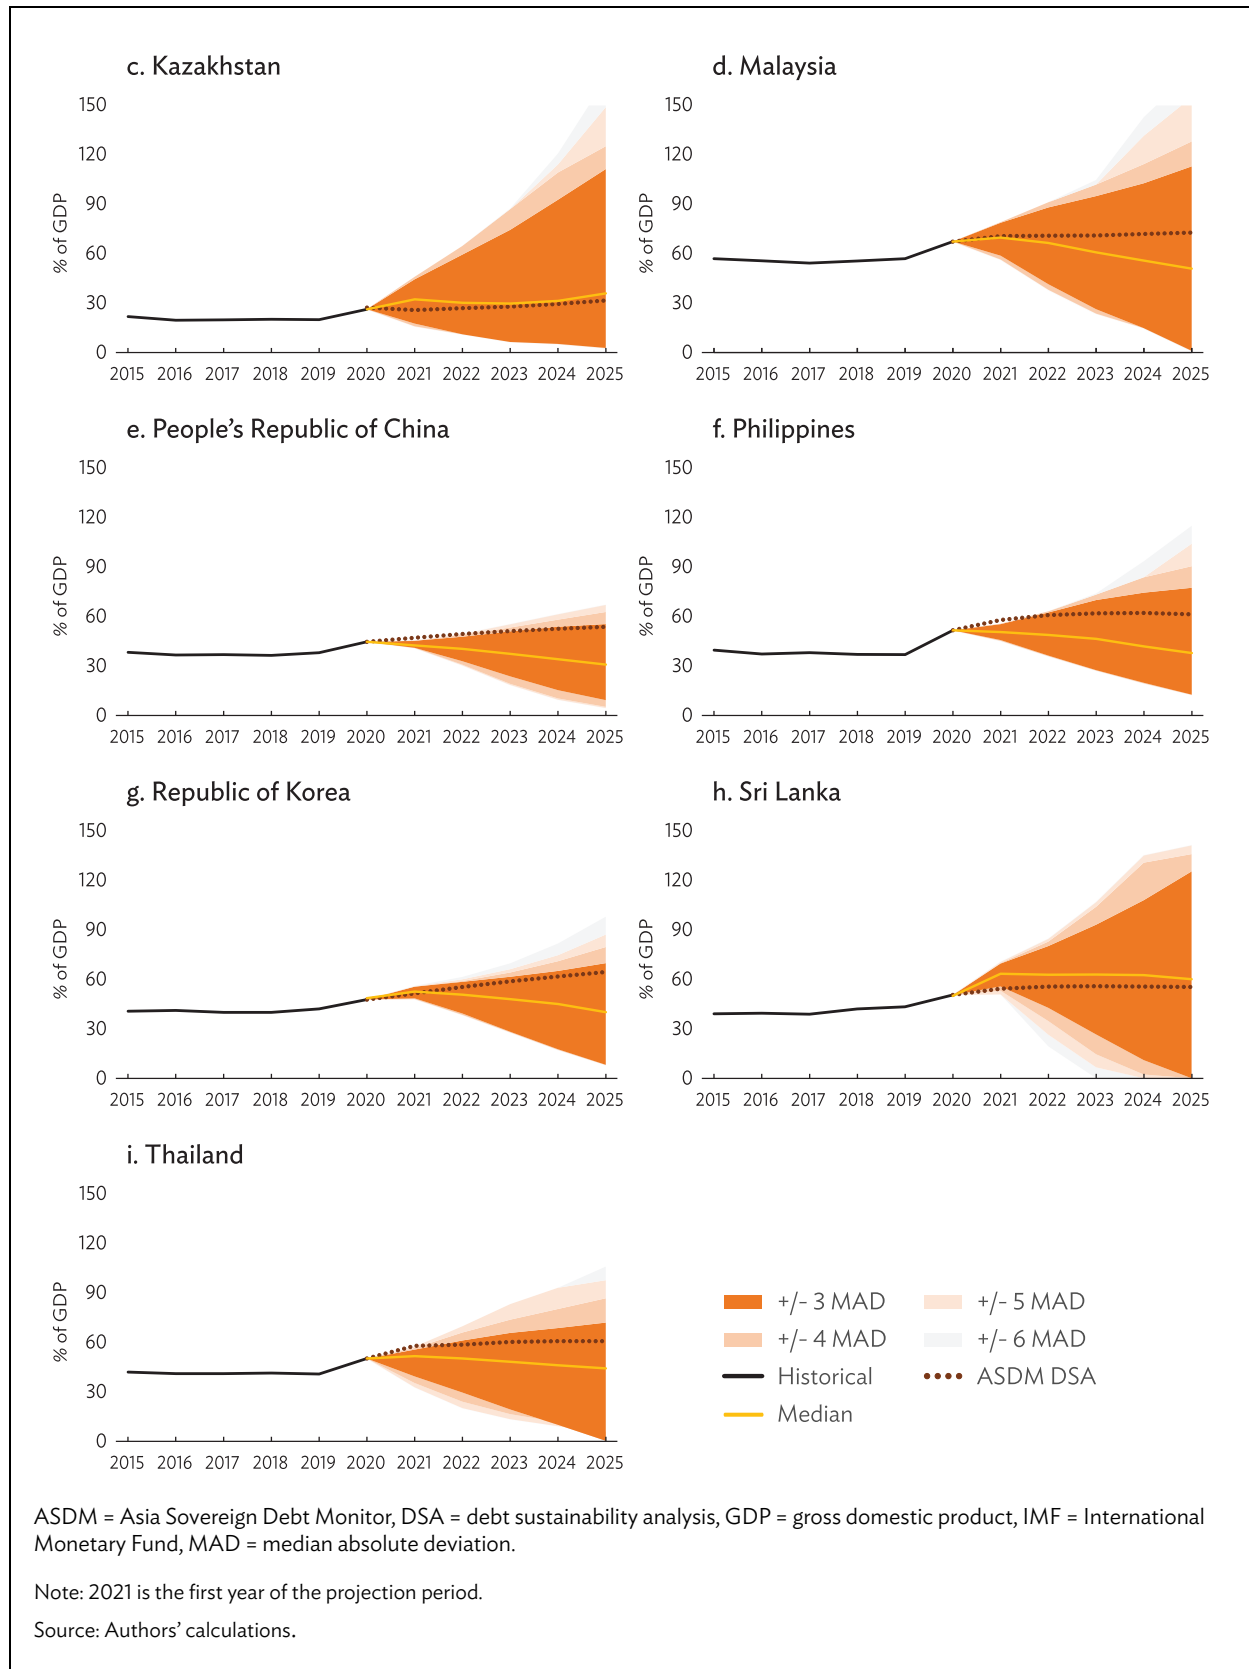 c. Kazakhstan
150
120
90
60
30
0
% of GDP
2015 2016 2017 2018 2019 2020 2021 2022 2023 2024 2025
d. Malaysia
150
120
90
60
30
0
% of GDP
2015 2016 2017 2018 2019 2020 2021 2022 2023 2024 2025
e. People’s Republic of China
150
120
90
60
30
0
% of GDP
2015 2016 2017 2018 2019 2020 2021 2022 2023 2024 2025
f. Philippines
150
120
90
60
30
0
% of GDP
2015 2016 2017 2018 2019 2020 2021 2022 2023 2024 2025
g. Republic of Korea
150
120
90
60
30
0
% of GDP
2015 2016 2017 2018 2019 2020 2021 2022 2023 2024 2025
h. Sri Lanka
150
120
90
60
30
0
% of GDP
2015 2016 2017 2018 2019 2020 2021 2022 2023 2024 2025
i. Thailand
150
120
90
60
30
0
% of GDP
2015 2016 2017 2018 2019 2020 2021 2022 2023 2024 2025
+/- 3 MAD +/- 5 MAD
+/- 4 MAD +/- 6 MAD
Historical ASDM DSA
Median
ASDM = Asia Sovereign Debt Monitor, DSA = debt sustainability analysis, GDP = gross domestic product, IMF = International
Monetary Fund, MAD = median absolute deviation.
Note: 2021 is the first year of the projection period.
Source: Authors’ calculations.